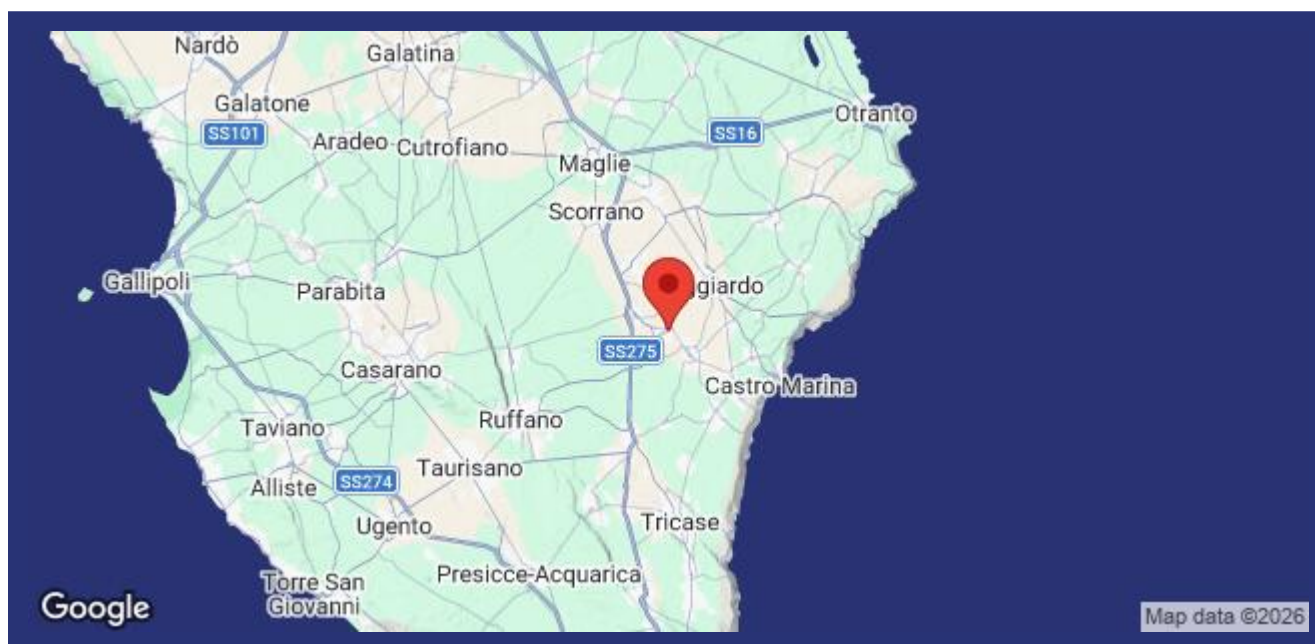 Nardò
Galatina
Galatone
Otranto
SS101
SS16
Aradeo
Cutrofiano
Maglie
Scorrano
Gallipoli
Parabita
ggiardo
SS275
Casarano
Castro Marina
Ruffano
Taviano
Taurisano
SS274
Alliste
Ugento
Tricase
Presicce-Acquarica
Torre San
Giovanni
Google
Map data ©2026